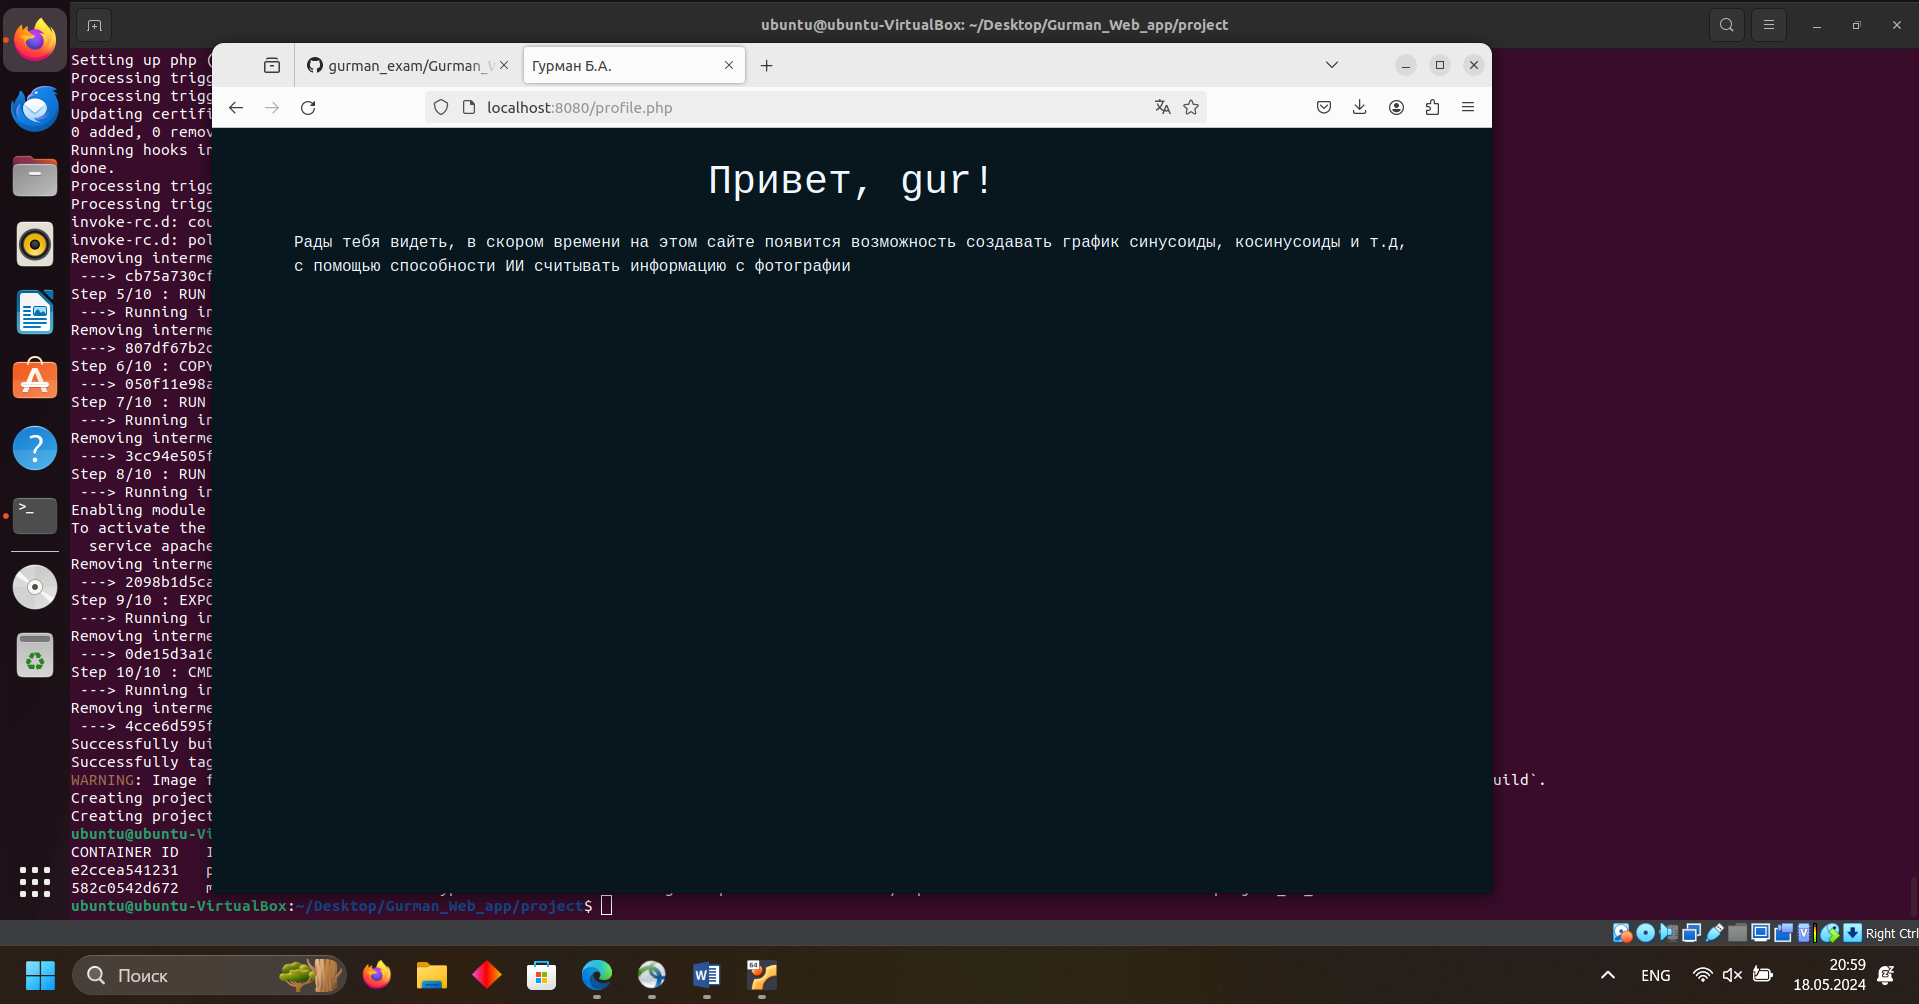 ubuntu@ubuntu-VirtualBox: ~/Desktop/Gurman_Web_app/project
gurman_exam/Gurman_
Гурман Б.А.
localhost:8080/profile.php
Привет, gur!
Рады тебя видеть, в скором времени на этом сайте появится возможность создавать график синусоиды, косинусоиды и т.д,
с помощью способности ИИ считывать информацию с фотографии
Setting up php (
Processing trigg
Processing trigg
Updating certifi
0 added, 0 remov
Running hooks in
done.
Processing trigg
Processing trigg
invoke-rc.d: cou
invoke-rc.d: pol
Removing interme
---> cb75a730cf
Step 5/10 : RUN
---> Running in
Removing interme
---> 807df67b2c
Step 6/10 : COPY
---> 050f11e98a
Step 7/10 : RUN
---> Running in
Removing interme
---> 3cc94e505f
Step 8/10 : RUN
---> Running in
Enabling module
To activate the
service apache
Removing interme
---> 2098b1d5ca
Step 9/10 : EXPO
---> Running in
Removing interme
---> 0de15d3a16
Step 10/10 : CMD
---> Running in
Removing interme
---> 4cce6d595f
Successfully bui
Successfully tag
WARNING: Image f uild`.
Creating project
Creating project
ubuntu@ubuntu-Vi
CONTAINER ID I
e2ccea541231 p
582c0542d672 m
ubuntu@ubuntu-VirtualBox:~/Desktop/Gurman_Web_app/project$
Right Ctrl
Поиск
ENG
20:59
18.05.2024